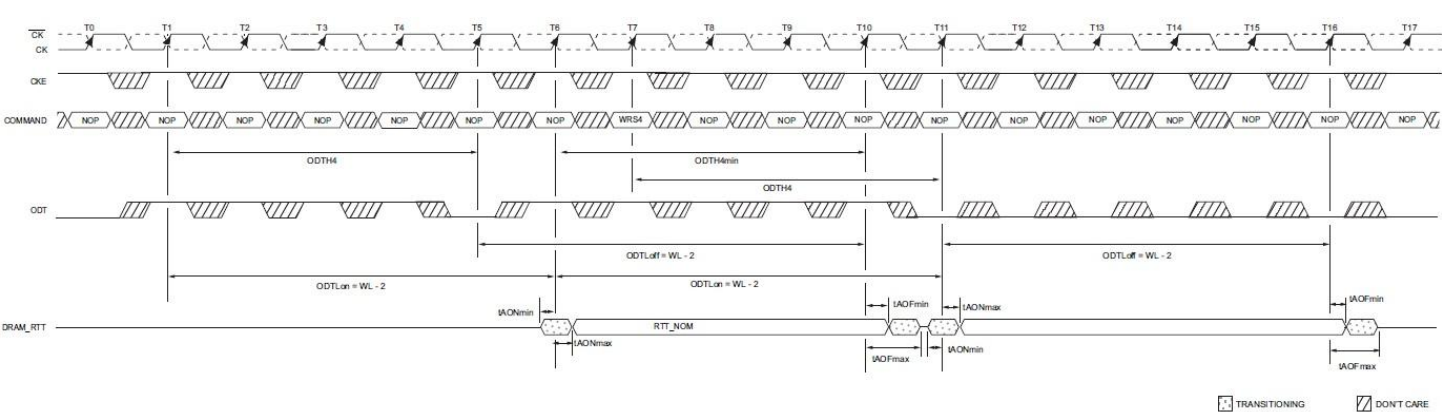 T0 T1 T2 T3 T4 T5 T6 T7 T8 T9 T10 T11 T12 T13 T14 T15 T16 T17
CK
CK
CKE
COMMAND NOP NOP NOP NOP NOP NOP NOP WRS4 NOP NOP NOP NOP NOP NOP NOP NOP NOP NOP
ODTH4 ODTH4min
ODTH4
ODT
ODTLoff = WL - 2 ODTLoff = WL - 2
ODTLon = WL - 2 ODTLon = WL - 2
tAONmin tAOFmin tAONmax tAOFmin
DRAM_RTT RTT_NOM
tAONmax tAOFmax tAONmin tAOFmax
TRANSITIONING DON'T CARE